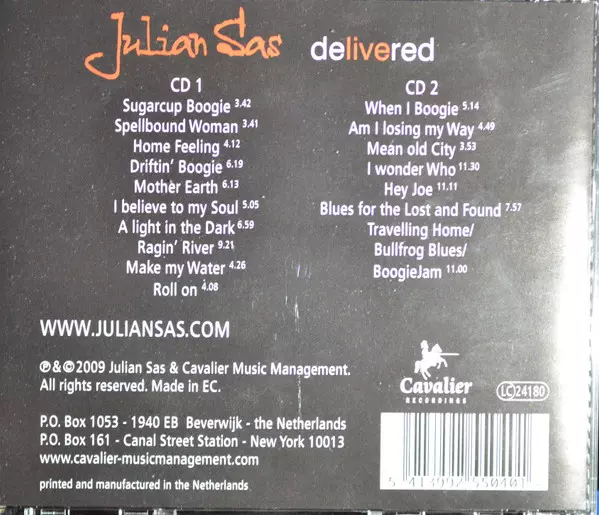 Julian Sas delivered
CD 1
Sugarcup Boogie 3.42
Spellbound Woman 3.41
Home Feeling 4.12
Driftin' Boogie 6.19
Mother Earth 6.13
I believe to my Soul 5.05
A light in the Dark 6.59
Ragin' River 9.21
Make my Water 4.26
Roll on 4.08
CD 2
When I Boogie 5.14
Am I losing my Way 4.49
Mean old City 3.53
I wonder Who 11.30
Hey Joe 11.11
Blues for the Lost and Found 7.57
Travelling Home/
Bullfrog Blues/
BoogieJam 11.00
WWW.JULIANSAS.COM
℗&© 2009 Julian Sas & Cavalier Music Management.
All rights reserved. Made in EC.
Cavalier
RECORDINGS
LC 24180
P.O. Box 1053 - 1940 EB Beverwijk - the Netherlands
P.O. Box 161 - Canal Street Station - New York 10013
www.cavalier-musicmanagement.com
printed and manufactured in the Netherlands
5 413992 550401